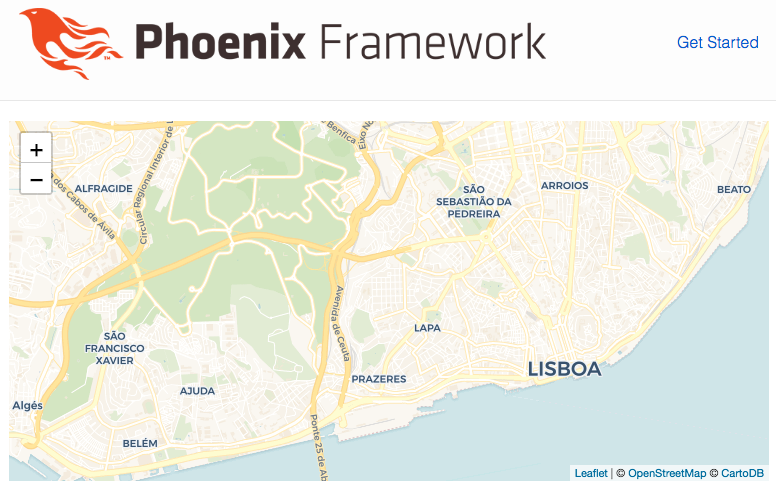 Phoenix Framework
™
Get Started
+
−
Benfica
Eixo No
Circular Regional Interior de
dos Cabos de Ávila
ALFRAGIDE
SÃO
SEBASTIÃO DA
PEDREIRA
ARROIOS
BEATO
Avenida de Ceuta
SÃO
FRANCISCO
XAVIER
LAPA
LISBOA
PRAZERES
AJUDA
Algés
BELÉM
Ponte 25 de Ab
Leaflet | © OpenStreetMap © CartoDB